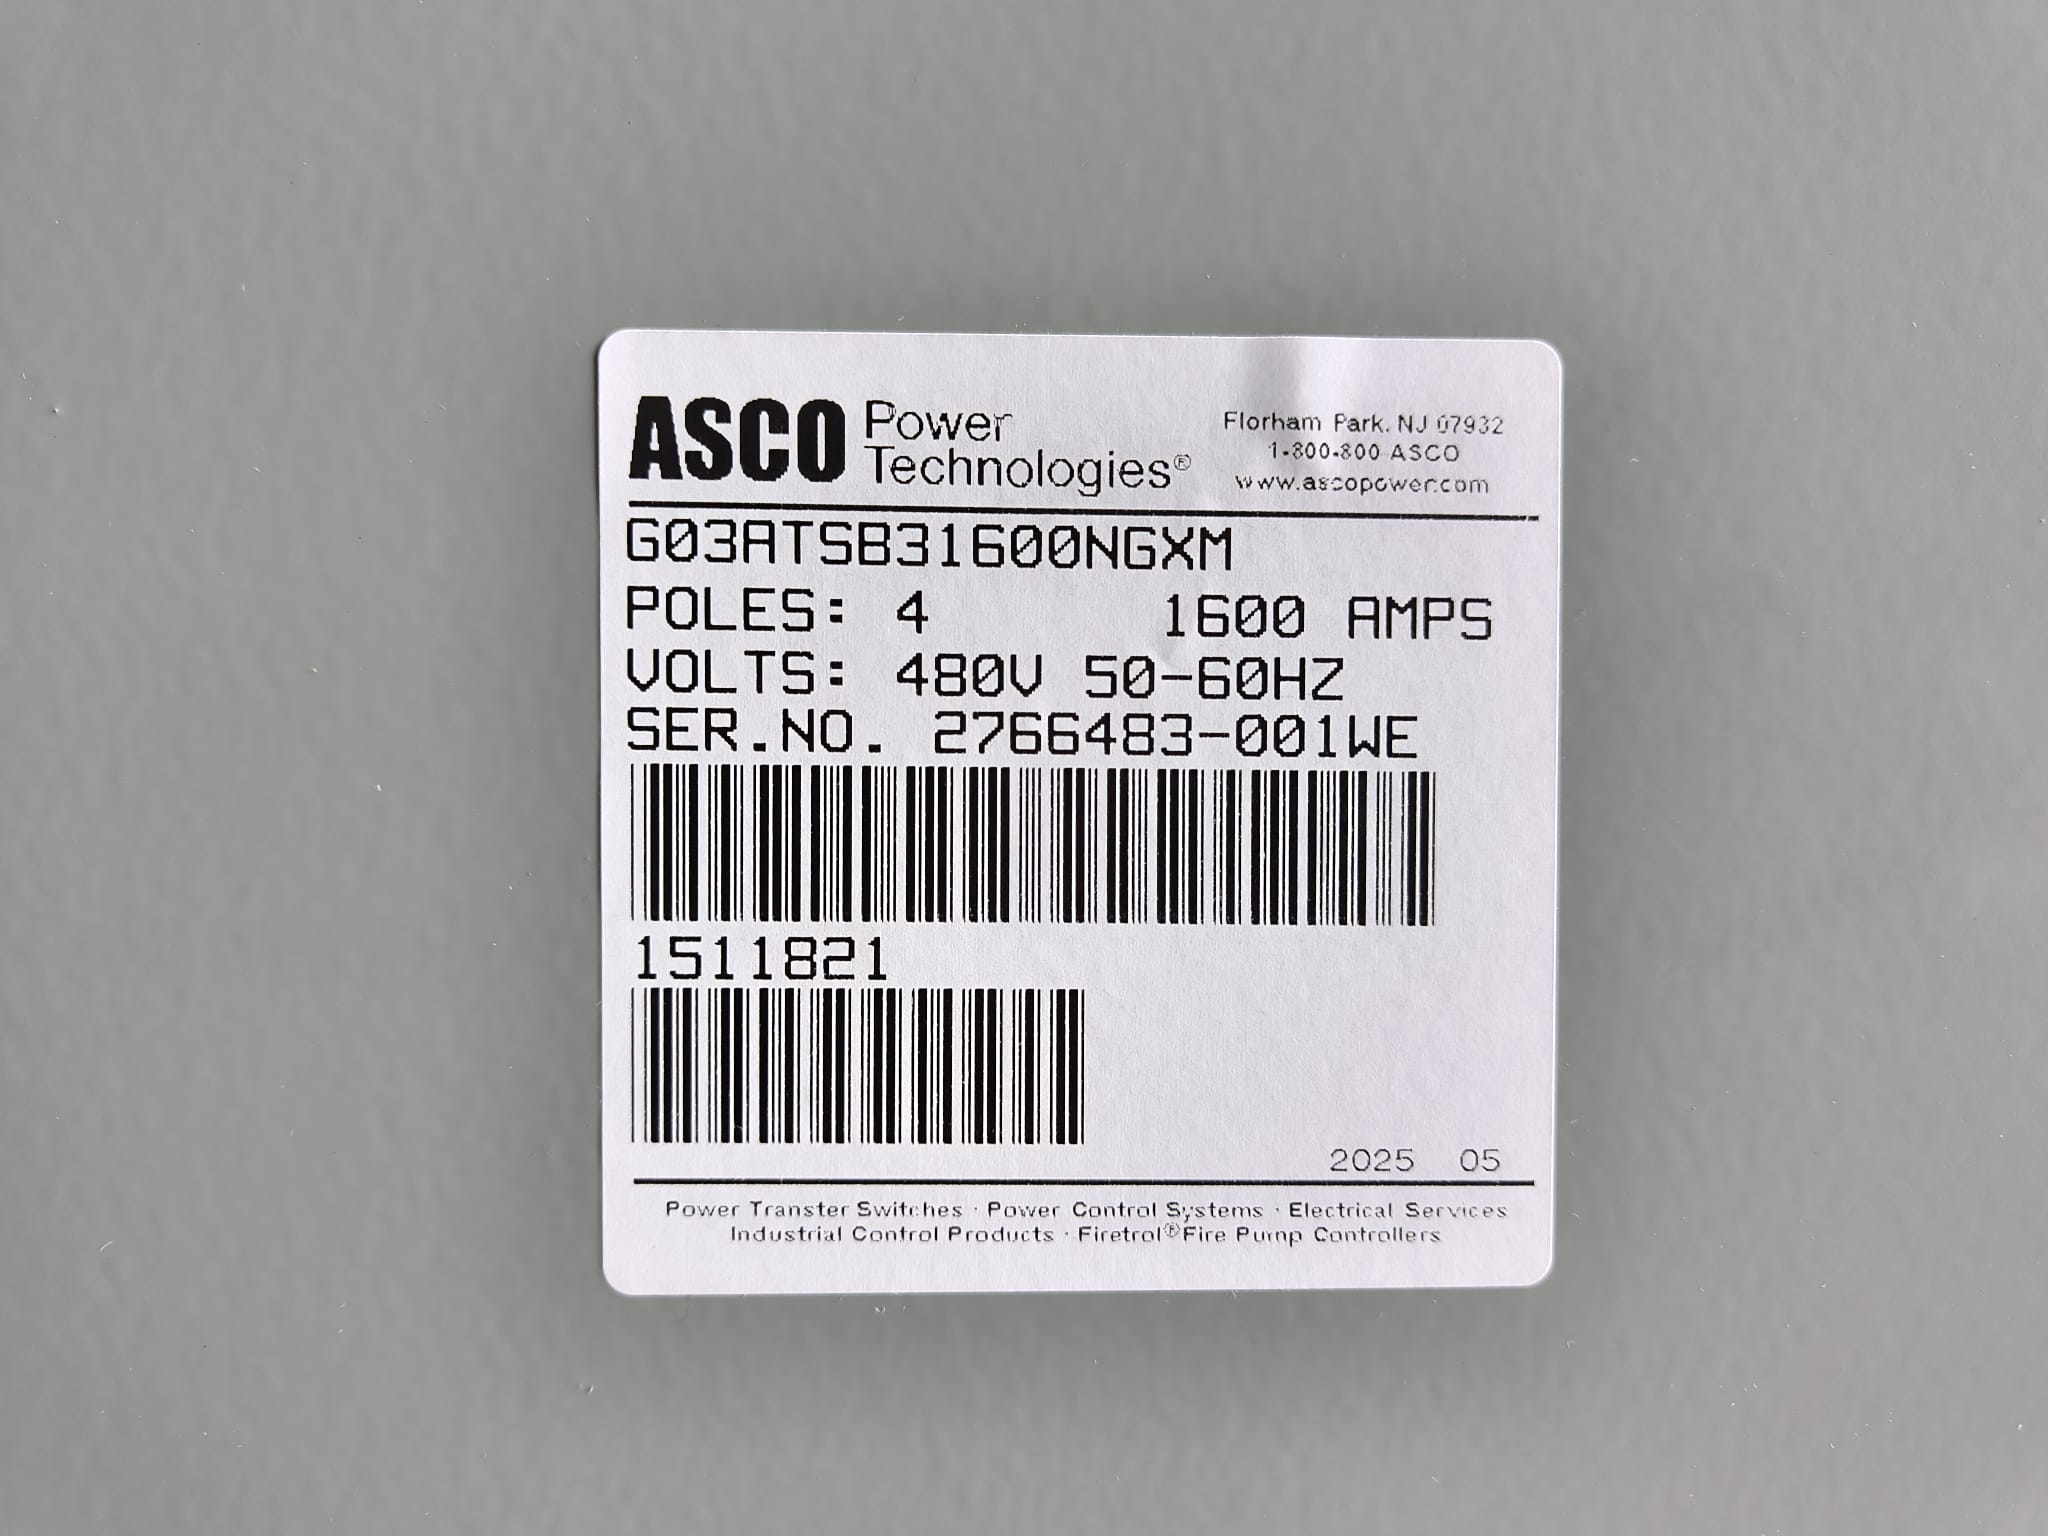 ASCO Power Technologies®
Florham Park, NJ 07932
1-800-800 ASCO
www.ascopower.com
G03ATSB31600NGXM
POLES: 4 1600 AMPS
VOLTS: 480V 50-60HZ
SER.NO. 2766483-001WE
1511821
2025 05
Power Transfer Switches · Power Control Systems · Electrical Services
Industrial Control Products · Firetrol® Fire Pump Controllers